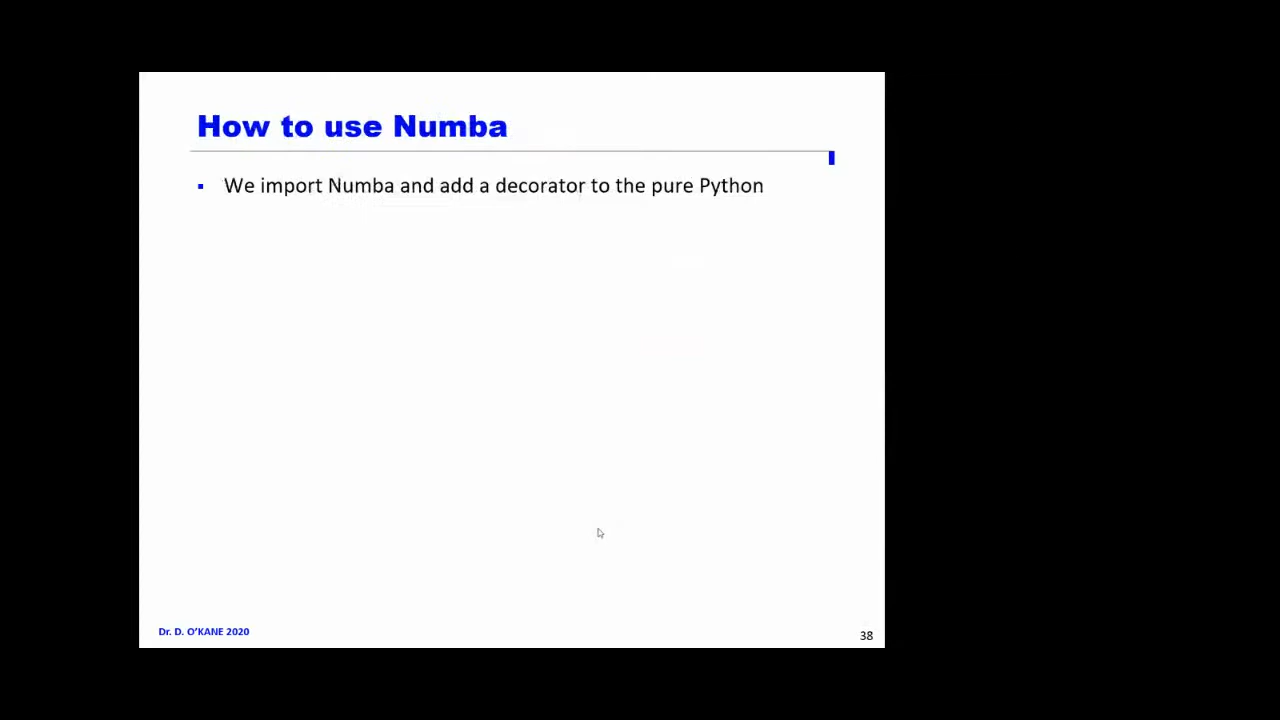 How to use Numba
We import Numba and add a decorator to the pure Python
Dr. D. O'KANE 2020
38